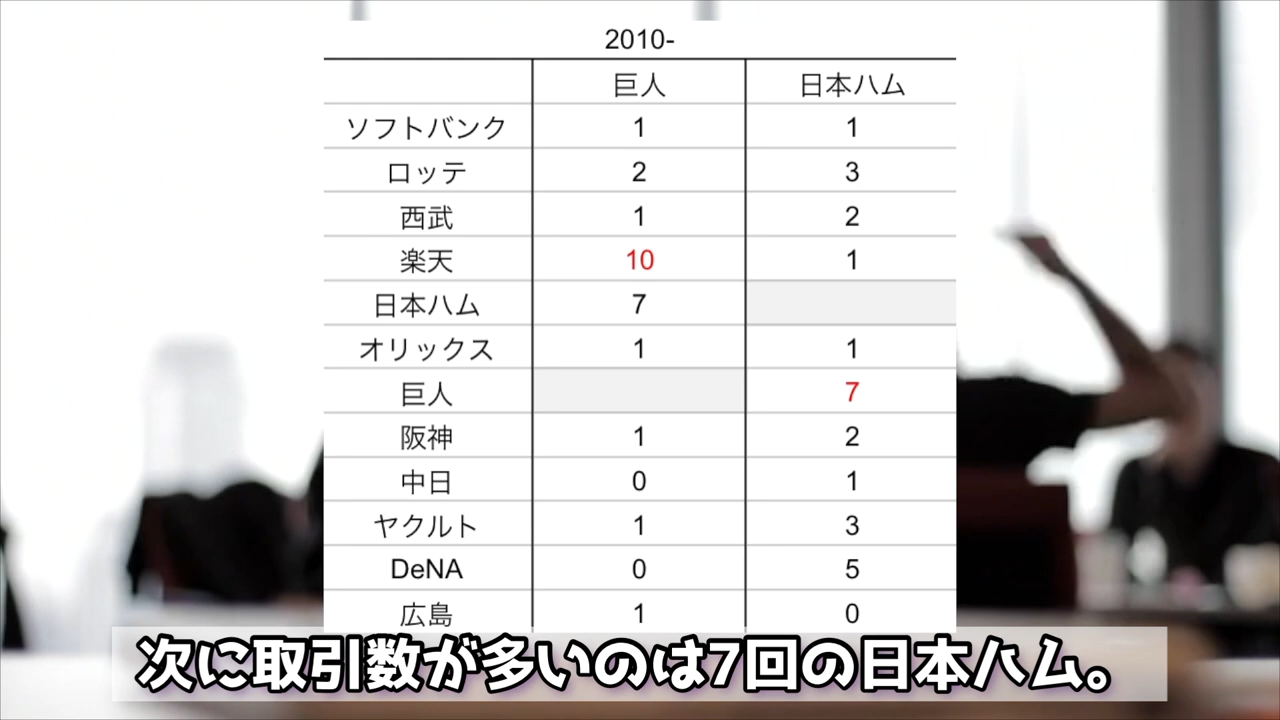 2010-
巨人 日本ハム
ソフトバンク 1 1
ロッテ 2 3
西武 1 2
楽天 10 1
日本ハム 7
オリックス 1 1
巨人 7
阪神 1 2
中日 0 1
ヤクルト 1 3
DeNA 0 5
広島 1 0
次に取引数が多いのは7回の日本ハム。